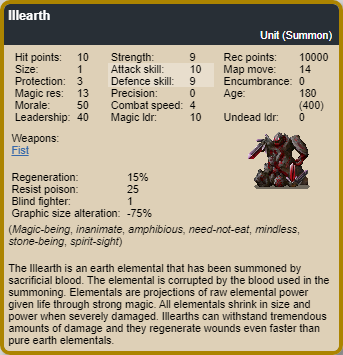 Illearth
Unit (Summon)
Hit points: 10 Strength: 9 Rec points: 10000
Size: 1 Attack skill: 10 Map move: 14
Protection: 3 Defence skill: 9 Encumbrance: 0
Magic res: 13 Precision: 0 Age: 180
Morale: 50 Combat speed: 4 (400)
Leadership: 40 Magic ldr: 10 Undead ldr: 0
Weapons:
Fist
Regeneration: 15%
Resist poison: 25
Blind fighter: 1
Graphic size alteration: -75%
(Magic-being, inanimate, amphibious, need-not-eat, mindless,
stone-being, spirit-sight)
The Illearth is an earth elemental that has been summoned by
sacrificial blood. The elemental is corrupted by the blood used in the
summoning. Elementals are projections of raw elemental power
given life through strong magic. All elementals shrink in size and
power when severely damaged. Illearths can withstand tremendous
amounts of damage and they regenerate wounds even faster than
pure earth elementals.